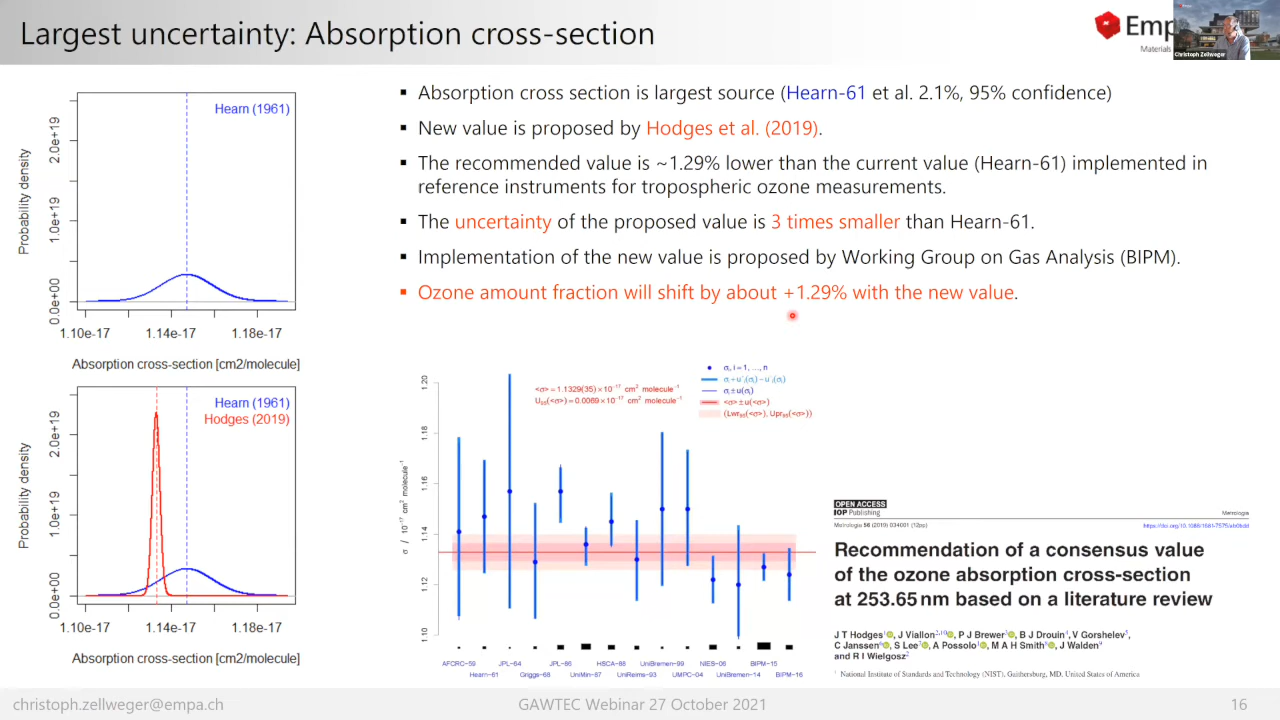 Largest uncertainty: Absorption cross-section
Emp
Materials
Christoph Zellweger
Hearn (1961)
Probability density
0.0e+00 1.0e+19 2.0e+19
1.10e-17 1.14e-17 1.18e-17
Absorption cross-section [cm2/molecule]
Hearn (1961)
Hodges (2019)
Probability density
0.0e+00 1.0e+19 2.0e+19
1.10e-17 1.14e-17 1.18e-17
Absorption cross-section [cm2/molecule]
▪ Absorption cross section is largest source (Hearn-61 et al. 2.1%, 95% confidence)
▪ New value is proposed by Hodges et al. (2019).
▪ The recommended value is ~1.29% lower than the current value (Hearn-61) implemented in
reference instruments for tropospheric ozone measurements.
▪ The uncertainty of the proposed value is 3 times smaller than Hearn-61.
▪ Implementation of the new value is proposed by Working Group on Gas Analysis (BIPM).
▪ Ozone amount fraction will shift by about +1.29% with the new value.
<σ> = 1.1329(35) × 10⁻¹⁷ cm² molecule⁻¹
U₉₅(<σ>) = 0.0069 × 10⁻¹⁷ cm² molecule⁻¹
σᵢ, i = 1, ..., n
σᵢ ± u(σᵢ)
<σ> ± u(<σ>)
(Lwr₉₅(<σ>), Upr₉₅(<σ>))
σ / 10⁻¹⁷ cm² molecule⁻¹
1.10 1.12 1.14 1.16 1.18 1.20
AFCRC-59 JPL-64 JPL-86 HSCA-88 UniBremen-99 NIES-06 BIPM-15
Hearn-61 Griggs-68 UniMin-87 UniReims-93 UMPC-04 UniBremen-14 BIPM-16
OPEN ACCESS
IOP Publishing
Metrologia
Metrologia 56 (2019) 034001 (12pp)
Recommendation of a consensus value
of the ozone absorption cross-section
at 253.65 nm based on a literature review
J T Hodges, J Viallon, P J Brewer, B J Drouin, V Gorshelev,
C Janssen, S Lee, A Possolo, M A H Smith, J Walden
and R I Wielgosz
¹ National Institute of Standards and Technology (NIST), Gaithersburg, MD, United States of America
christoph.zellweger@empa.ch
GAWTEC Webinar 27 October 2021
16